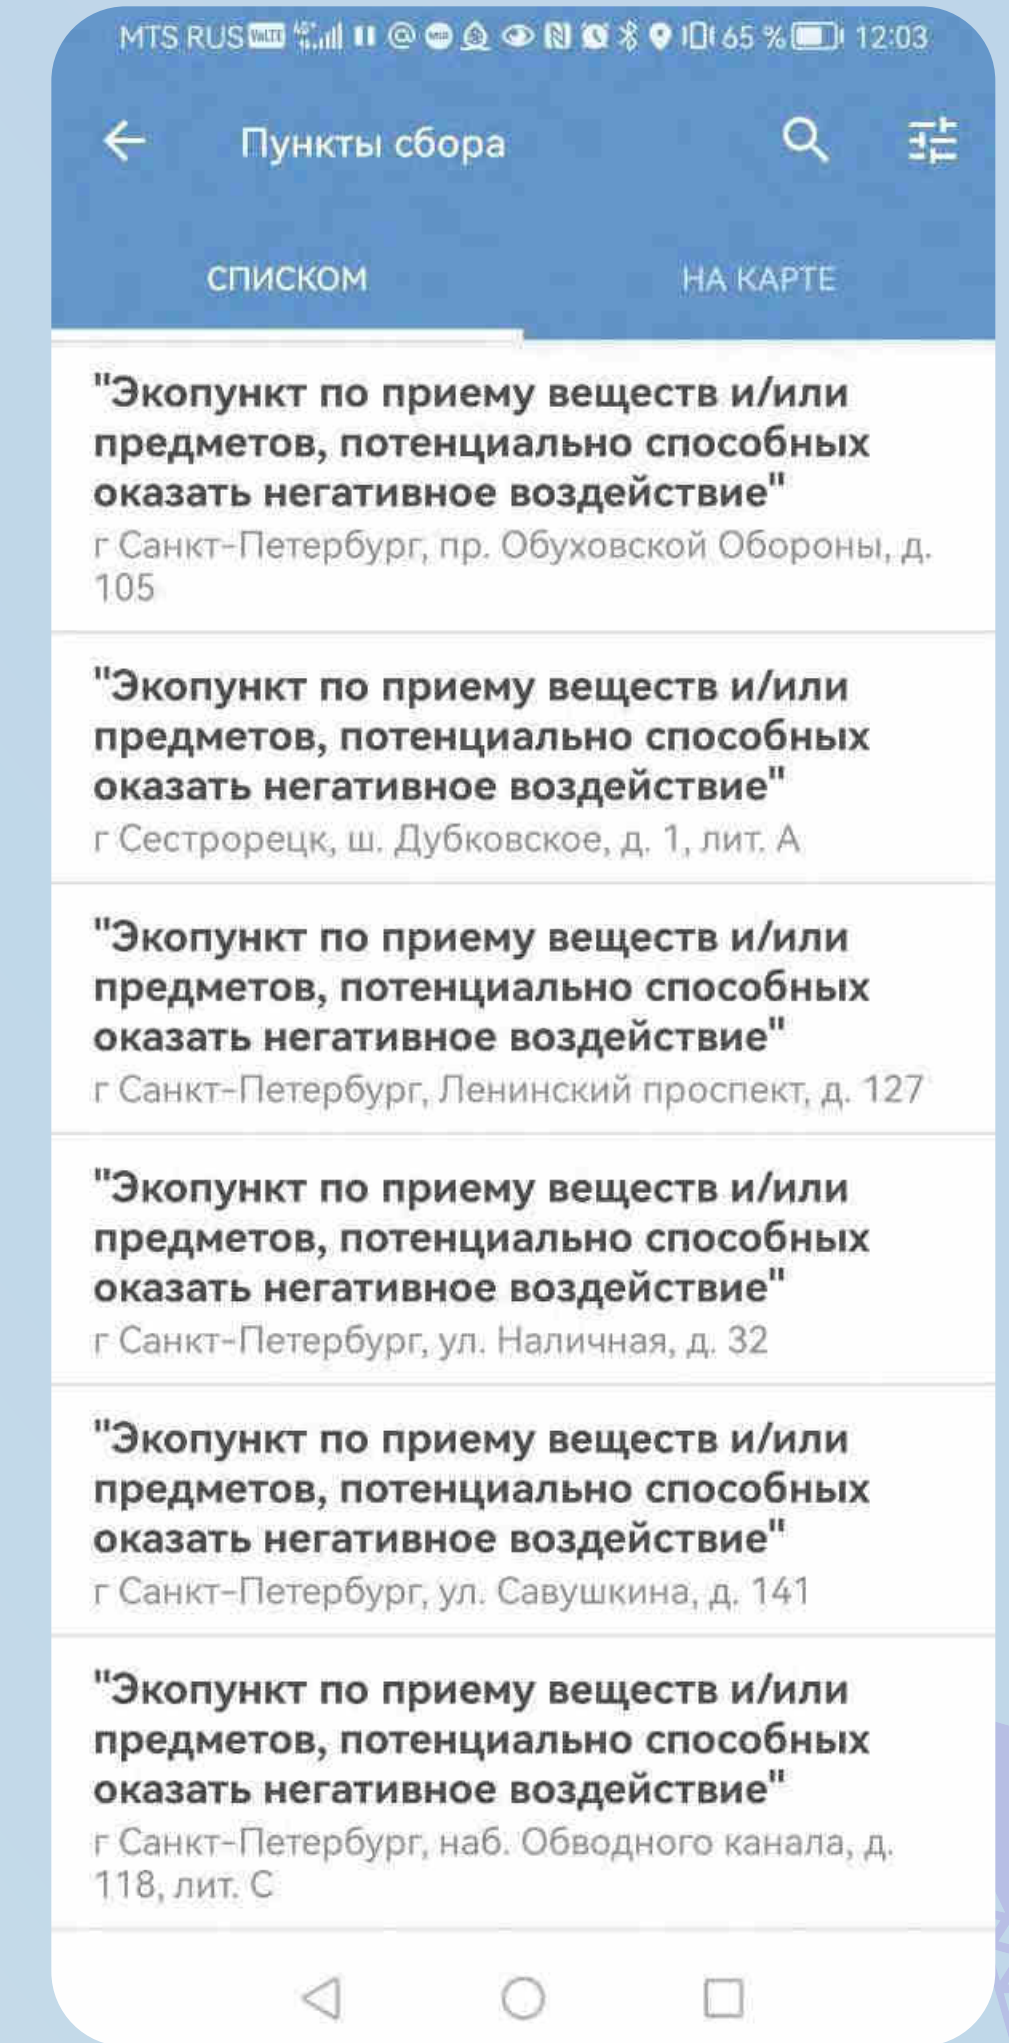 MTS RUS VoLTE 65 % 12:03
Пункты сбора
СПИСКОМ НА КАРТЕ
"Экопункт по приему веществ и/или
предметов, потенциально способных
оказать негативное воздействие"
г Санкт-Петербург, пр. Обуховской Обороны, д.
105
"Экопункт по приему веществ и/или
предметов, потенциально способных
оказать негативное воздействие"
г Сестрорецк, ш. Дубковское, д. 1, лит. А
"Экопункт по приему веществ и/или
предметов, потенциально способных
оказать негативное воздействие"
г Санкт-Петербург, Ленинский проспект, д. 127
"Экопункт по приему веществ и/или
предметов, потенциально способных
оказать негативное воздействие"
г Санкт-Петербург, ул. Наличная, д. 32
"Экопункт по приему веществ и/или
предметов, потенциально способных
оказать негативное воздействие"
г Санкт-Петербург, ул. Савушкина, д. 141
"Экопункт по приему веществ и/или
предметов, потенциально способных
оказать негативное воздействие"
г Санкт-Петербург, наб. Обводного канала, д.
118, лит. С